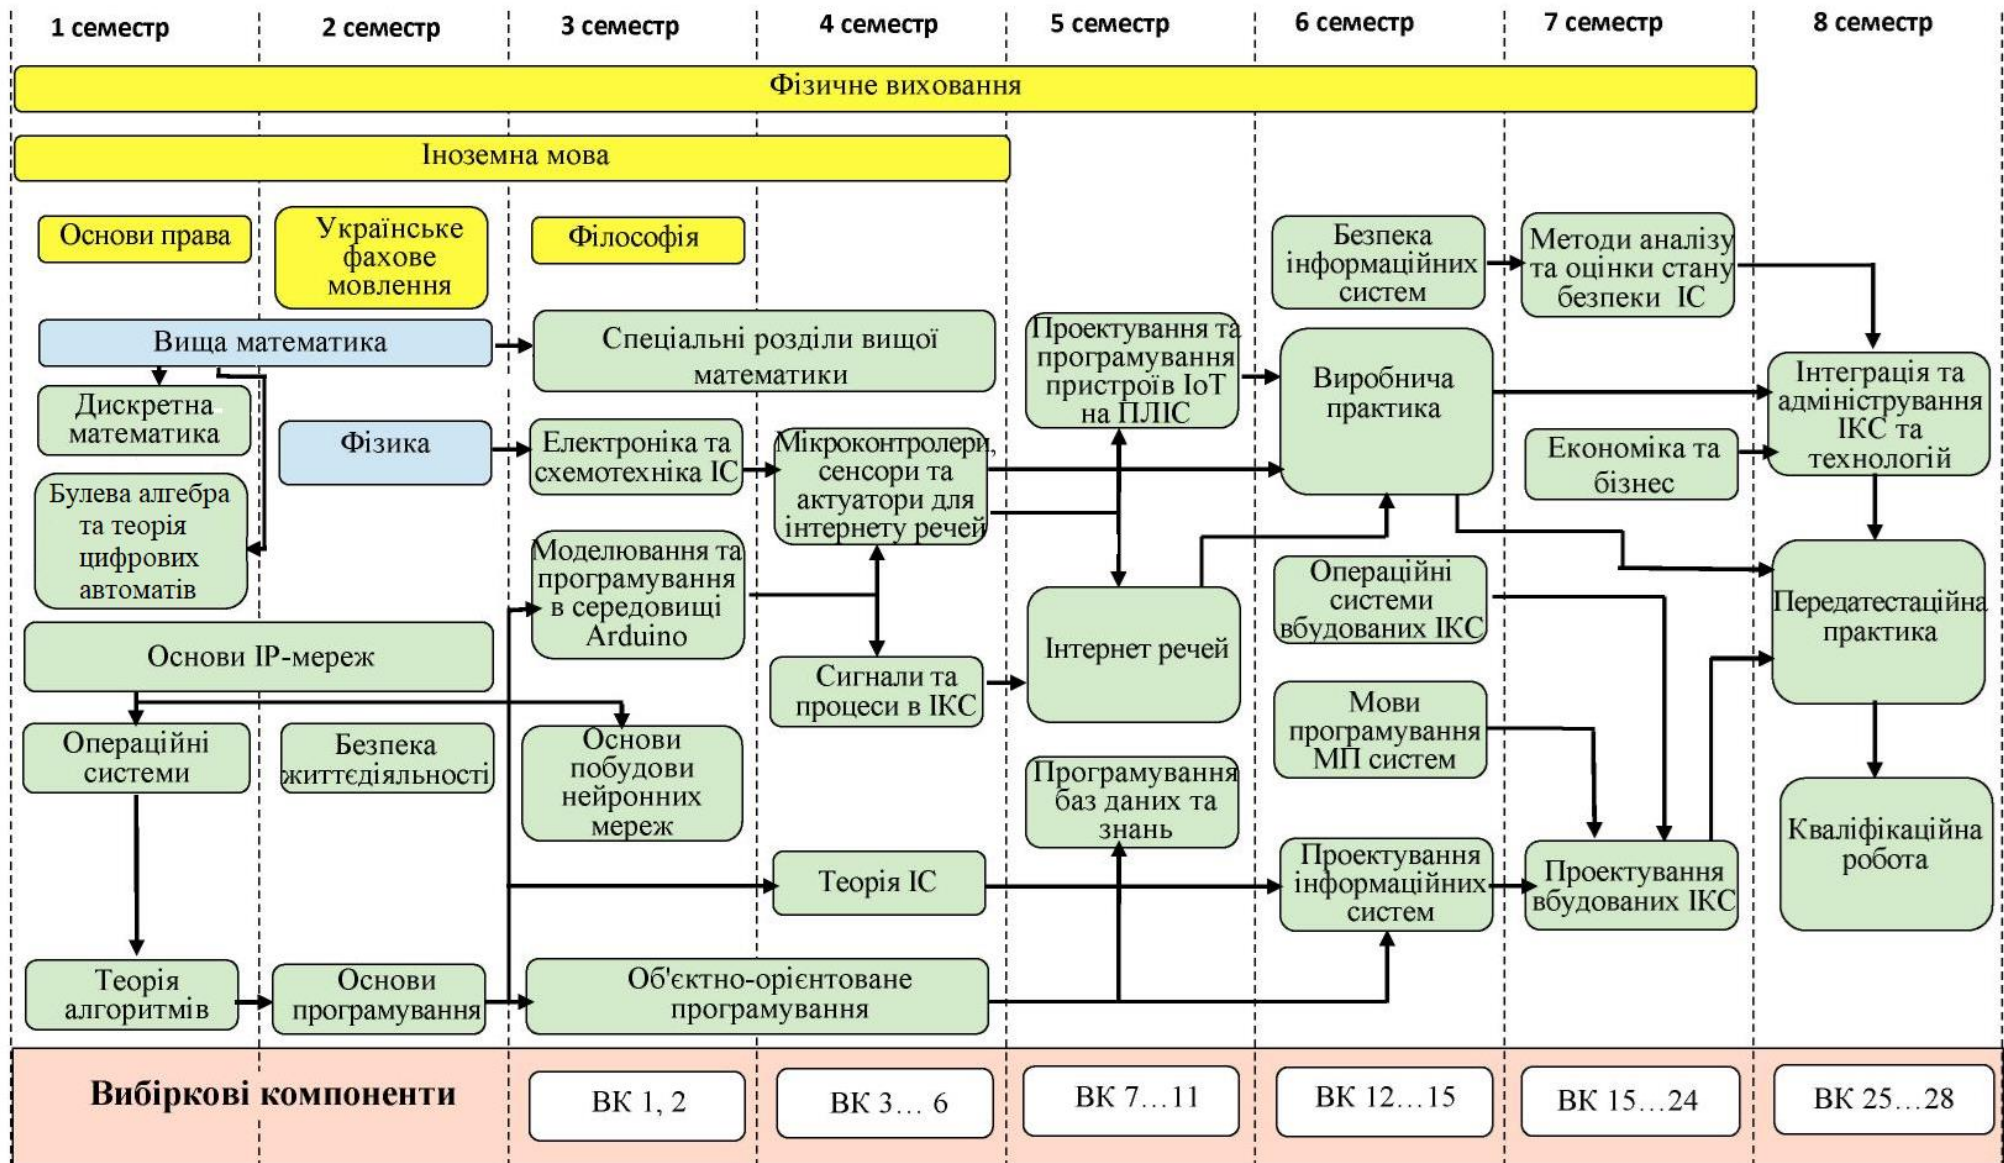 1 семестр
2 семестр
3 семестр
4 семестр
5 семестр
6 семестр
7 семестр
8 семестр
Фізичне виховання
Іноземна мова
Основи права
Українське
фахове
мовлення
Філософія
Безпека
інформаційних
систем
Методи аналізу
та оцінки стану
безпеки ІС
Вища математика
Спеціальні розділи вищої
математики
Проектування та
програмування
пристроїв ІоТ
на ПЛІС
Виробнича
практика
Інтеграція та
адміністрування
ІКС та
технологій
Дискретна
математика
Фізика
Електроніка та
схемотехніка ІС
Мікроконтролери,
сенсори та
актуатори для
інтернету речей
Економіка та
бізнес
Булева алгебра
та теорія
цифрових
автоматів
Моделювання та
програмування
в середовищі
Arduino
Операційні
системи
вбудованих ІКС
Передатестаційна
практика
Основи ІР-мереж
Сигнали та
процеси в ІКС
Інтернет речей
Мови
програмування
МП систем
Операційні
системи
Безпека
життєдіяльності
Основи
побудови
нейронних
мереж
Програмування
баз даних та
знань
Кваліфікаційна
робота
Теорія ІС
Проектування
інформаційних
систем
Проектування
вбудованих ІКС
Теорія
алгоритмів
Основи
програмування
Об'єктно-орієнтоване
програмування
Вибіркові компоненти
ВК 1, 2
ВК 3… 6
ВК 7…11
ВК 12…15
ВК 15…24
ВК 25…28